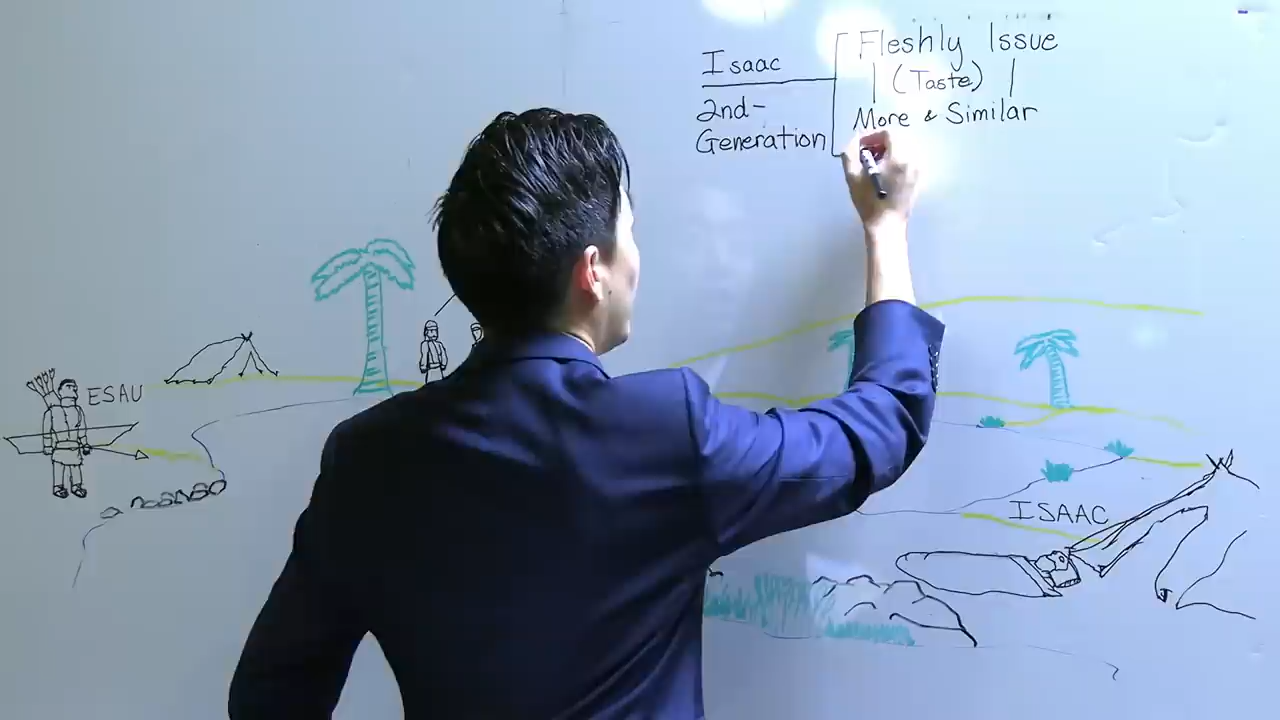 Isaac
2nd-
Generation
Fleshly Issue
(Taste)
More & Similar
ESAU
ISAAC